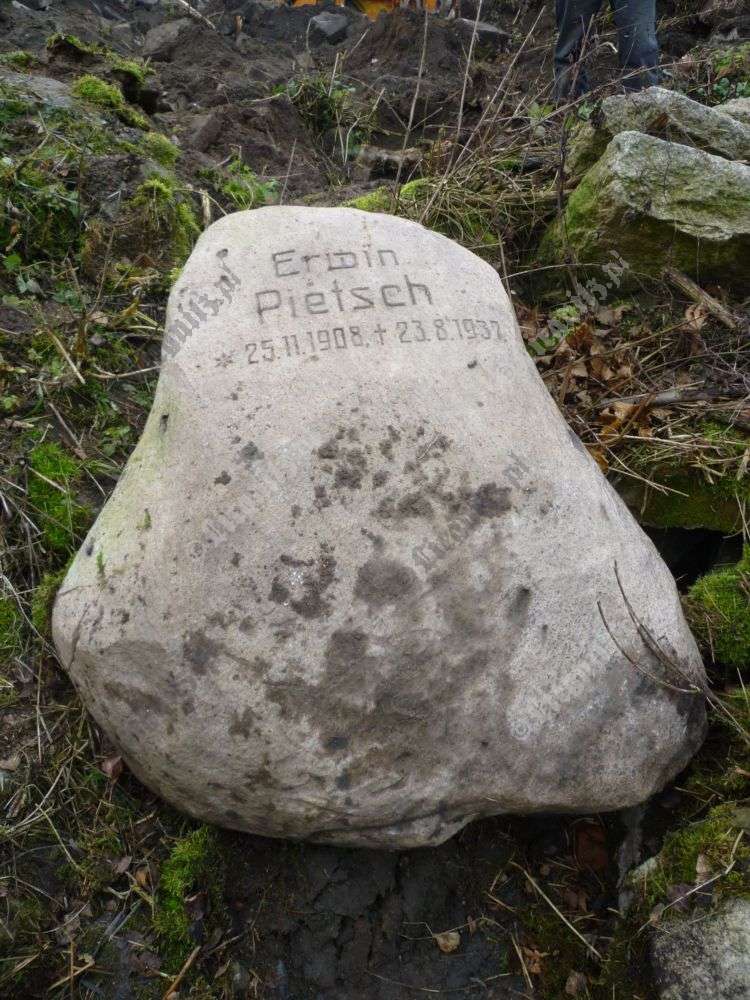 Erwin
Pietsch
* 25.11.1908. † 23.8.1932.